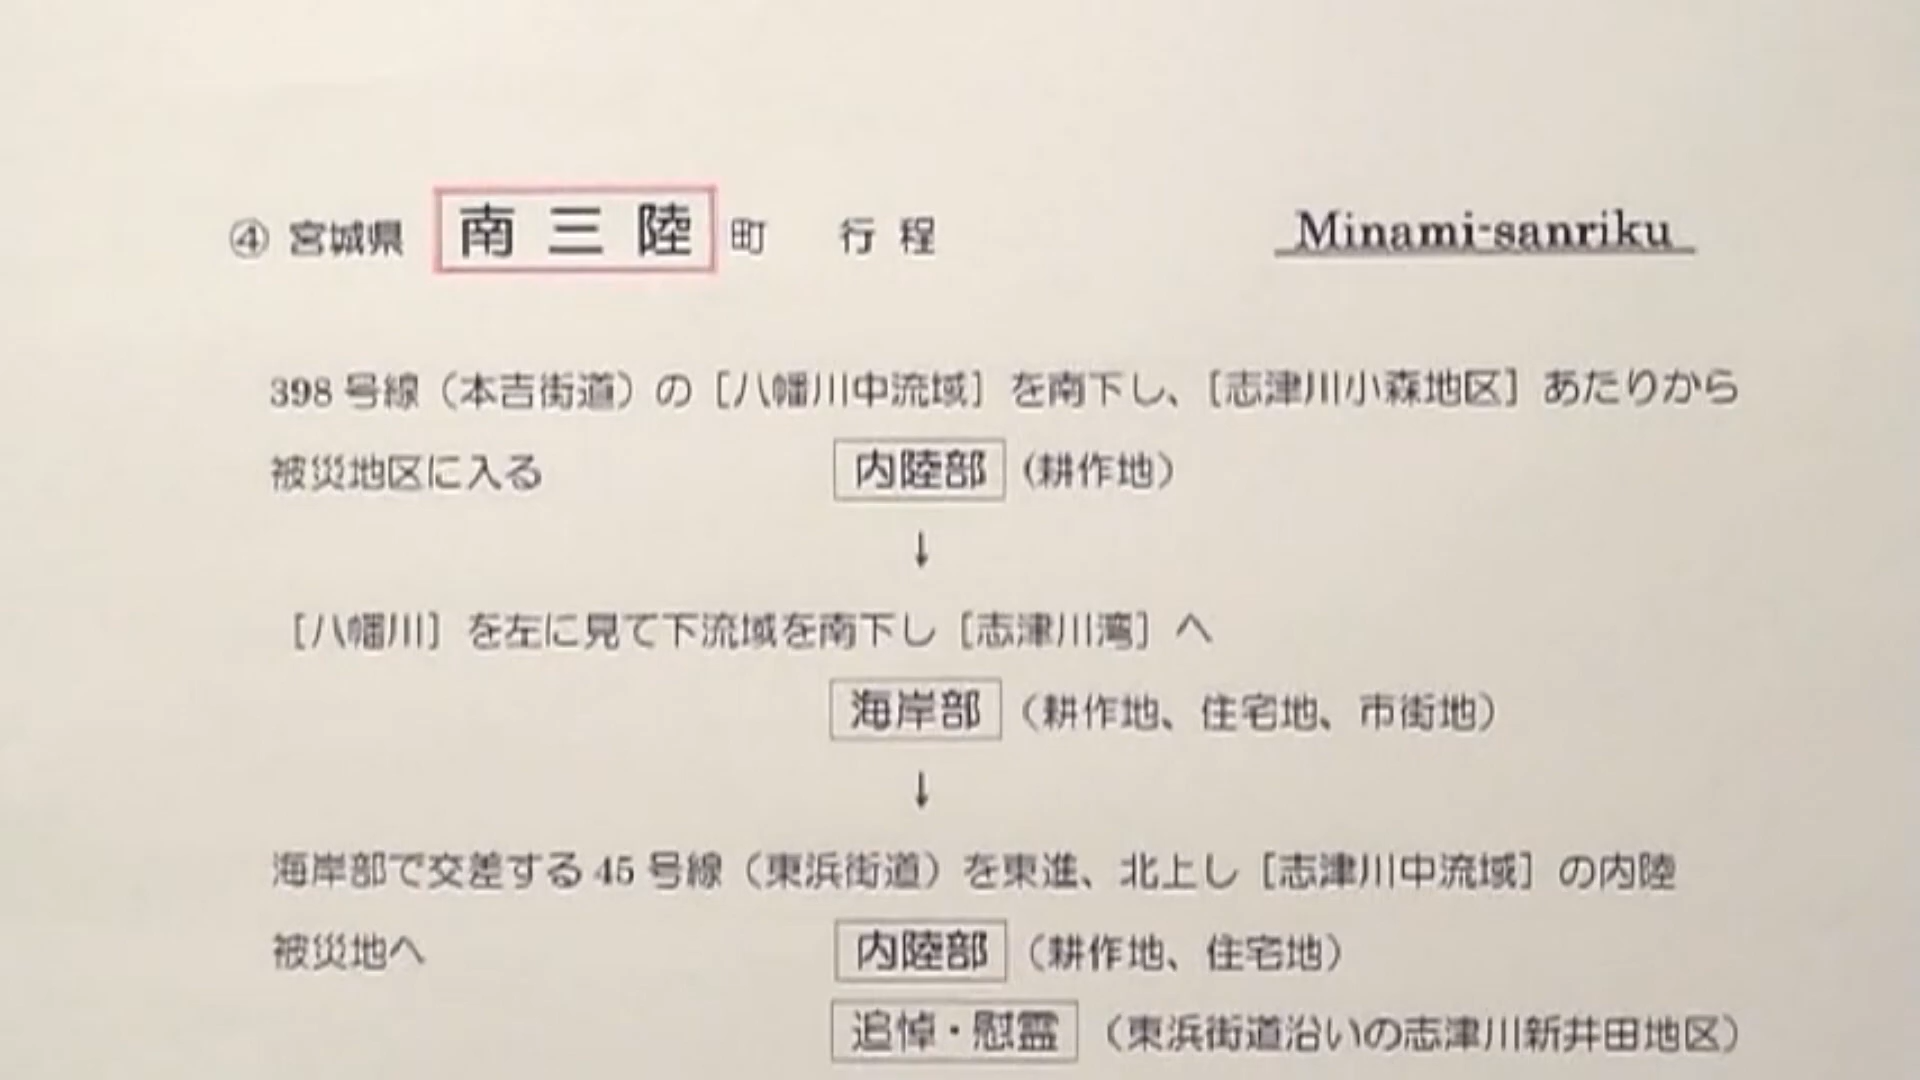 ④ 宮城県 南三陸 町 行程 Minami-sanriku
398 号線（本吉街道）の［八幡川中流域］を南下し、［志津川小森地区］あたりから
被災地区に入る 内陸部（耕作地）
↓
［八幡川］を左に見て下流域を南下し［志津川湾］へ
海岸部（耕作地、住宅地、市街地）
↓
海岸部で交差する 45 号線（東浜街道）を東進、北上し［志津川中流域］の内陸
被災地へ 内陸部（耕作地、住宅地）
追悼・慰霊（東浜街道沿いの志津川新井田地区）